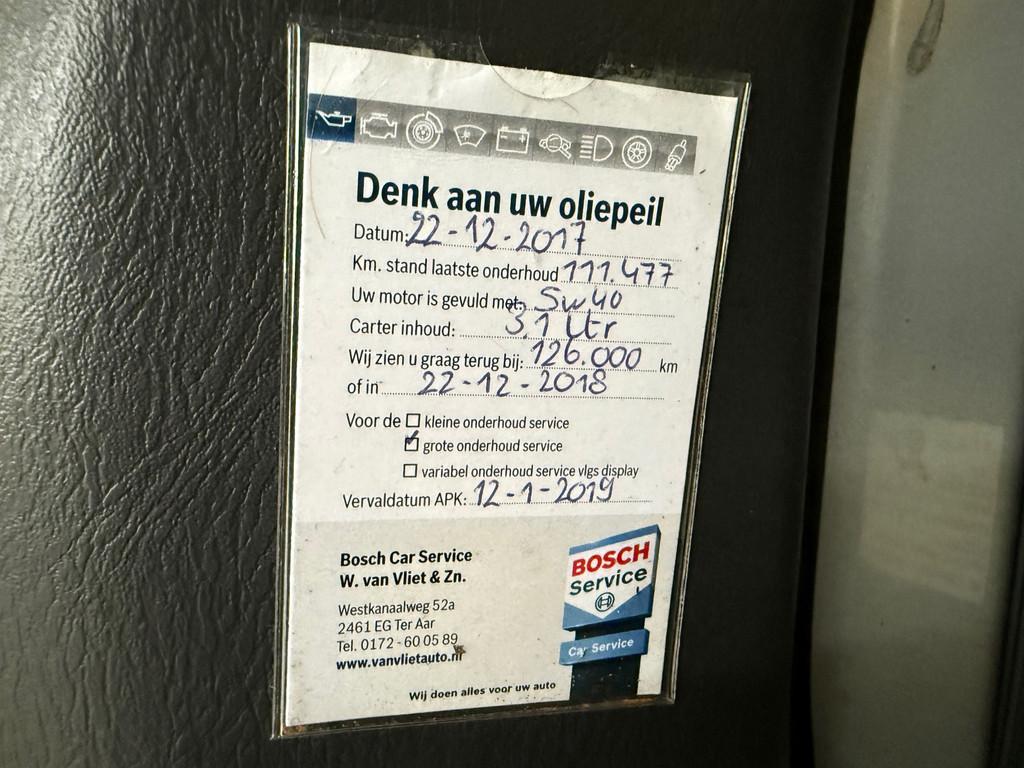 Denk aan uw oliepeil
Datum: 22-12-2017
Km. stand laatste onderhoud 111.477
Uw motor is gevuld met: 5w40
Carter inhoud: 3,1 Ltr
Wij zien u graag terug bij: 126.000 km
of in 22-12-2018
Voor de kleine onderhoud service
grote onderhoud service
variabel onderhoud service vlgs display
Vervaldatum APK: 12-1-2019
Bosch Car Service
W. van Vliet & Zn.
Westkanaalweg 52a
2461 EG Ter Aar
Tel. 0172 - 60 05 89
www.vanvlietauto.nl
BOSCH
Service
Car Service
Wij doen alles voor uw auto